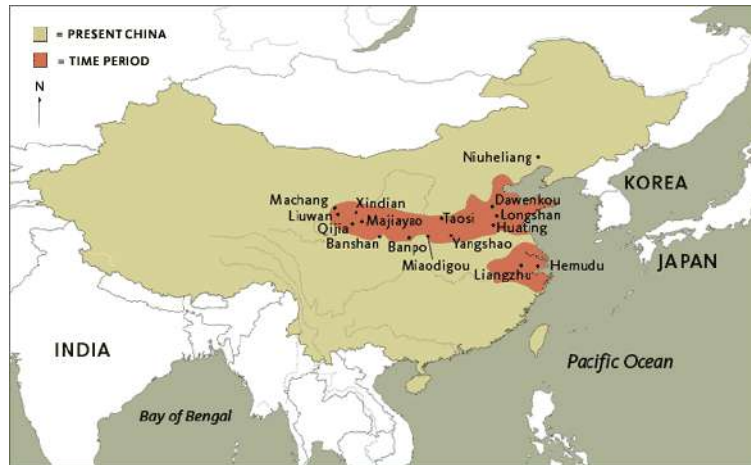 = PRESENT CHINA
= TIME PERIOD
N
Niuheliang
KOREA
Machang
Xindian
Dawenkou
Liuwan
Majiayao
Taosi
Longshan
Qijia
Huating
Banshan
Banpo
Yangshao
Miaodigou
Hemudu
JAPAN
Liangzhu
INDIA
Pacific Ocean
Bay of Bengal